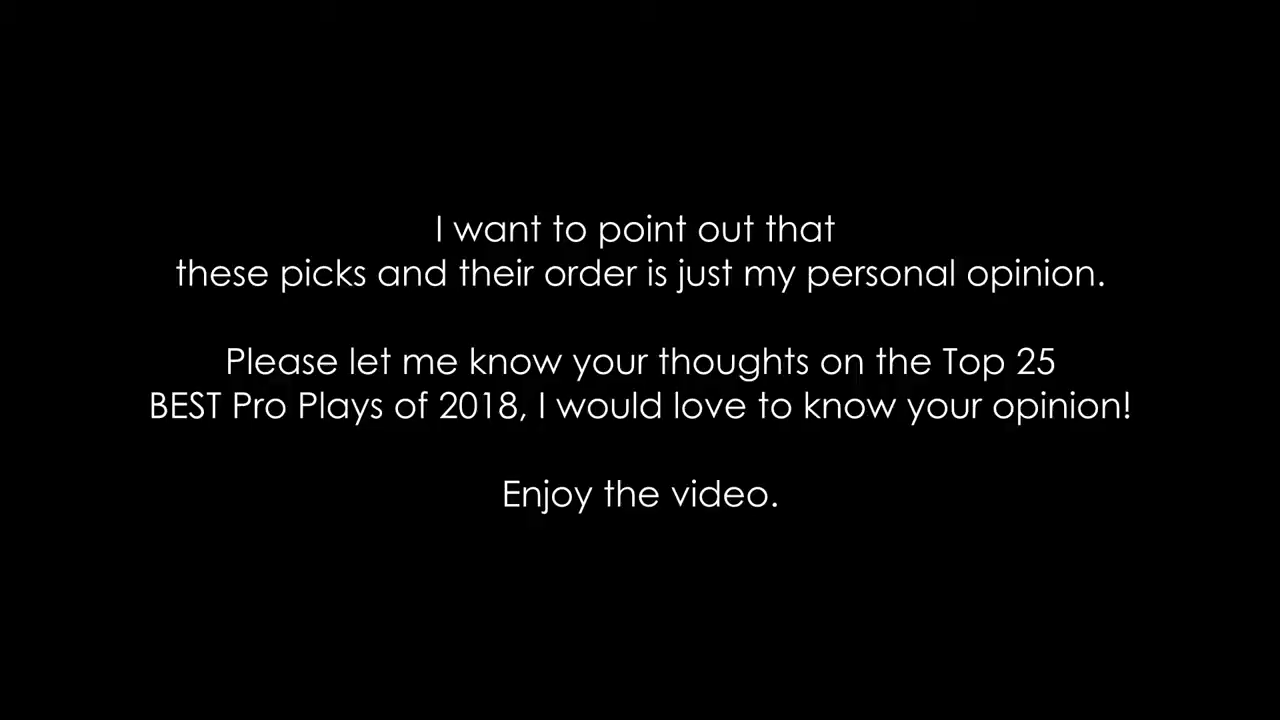 I want to point out that
these picks and their order is just my personal opinion.
Please let me know your thoughts on the Top 25
BEST Pro Plays of 2018, I would love to know your opinion!
Enjoy the video.